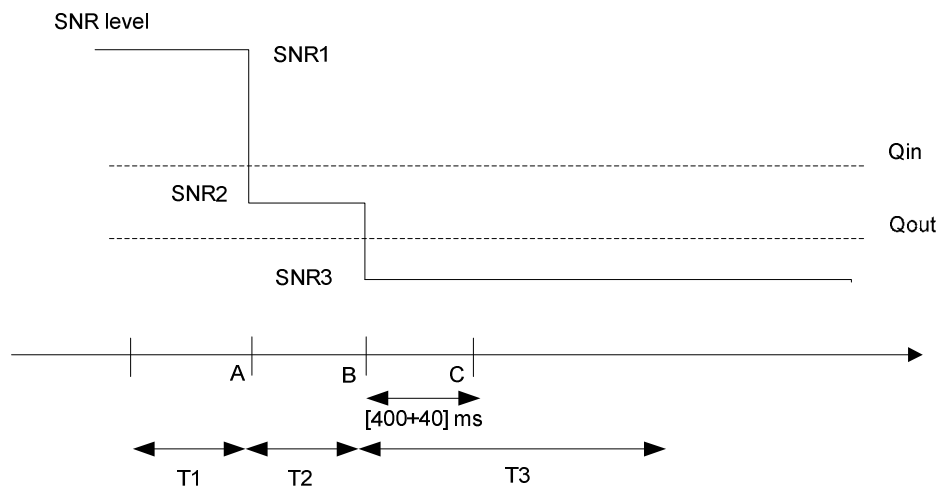 SNR level
SNR1
Qin
SNR2
Qout
SNR3
A
B
C
[400+40] ms
T1
T2
T3